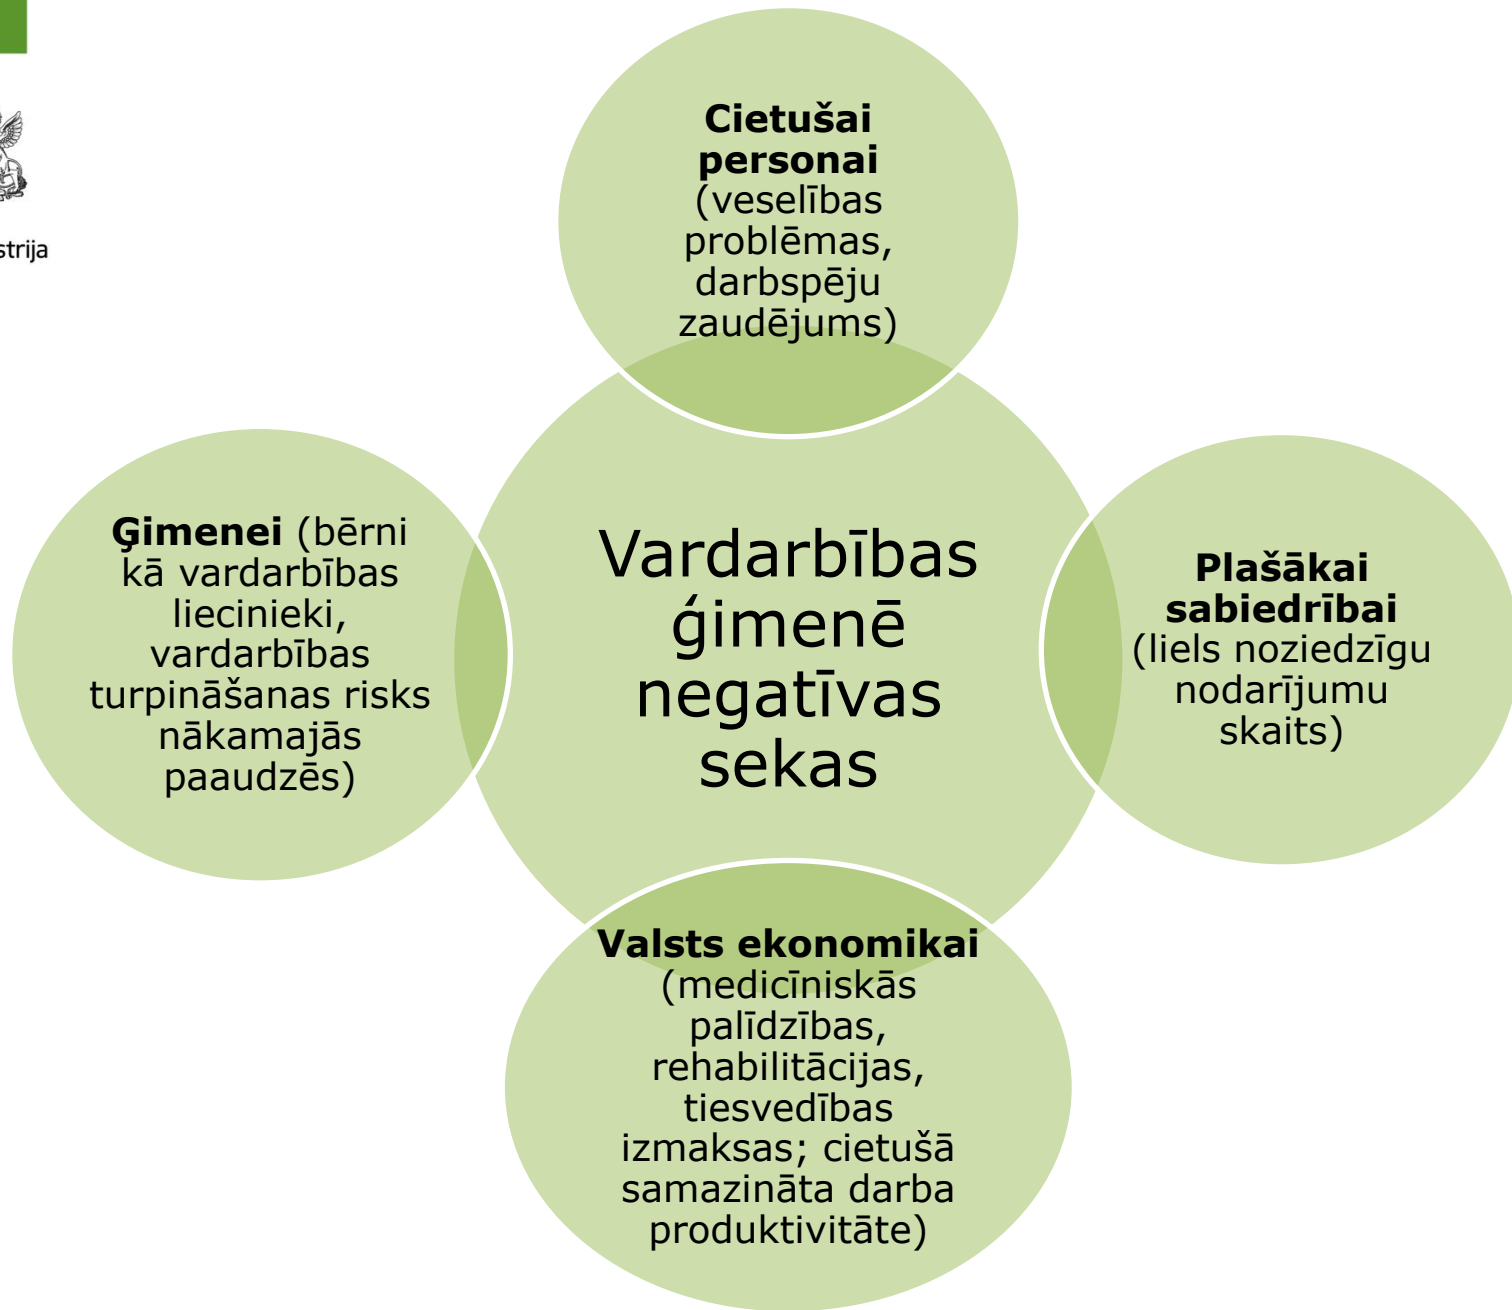 strija
Cietušai
personai
(veselības
problēmas,
darbspēju
zaudējums)
Ģimenei (bērni
kā vardarbības
liecinieki,
vardarbības
turpināšanas risks
nākamajās
paaudzēs)
Vardarbības
ģimenē
negatīvas
sekas
Plašākai
sabiedrībai
(liels noziedzīgu
nodarījumu
skaits)
Valsts ekonomikai
(medicīniskās
palīdzības,
rehabilitācijas,
tiesvedības
izmaksas; cietušā
samazināta darba
produktivitāte)